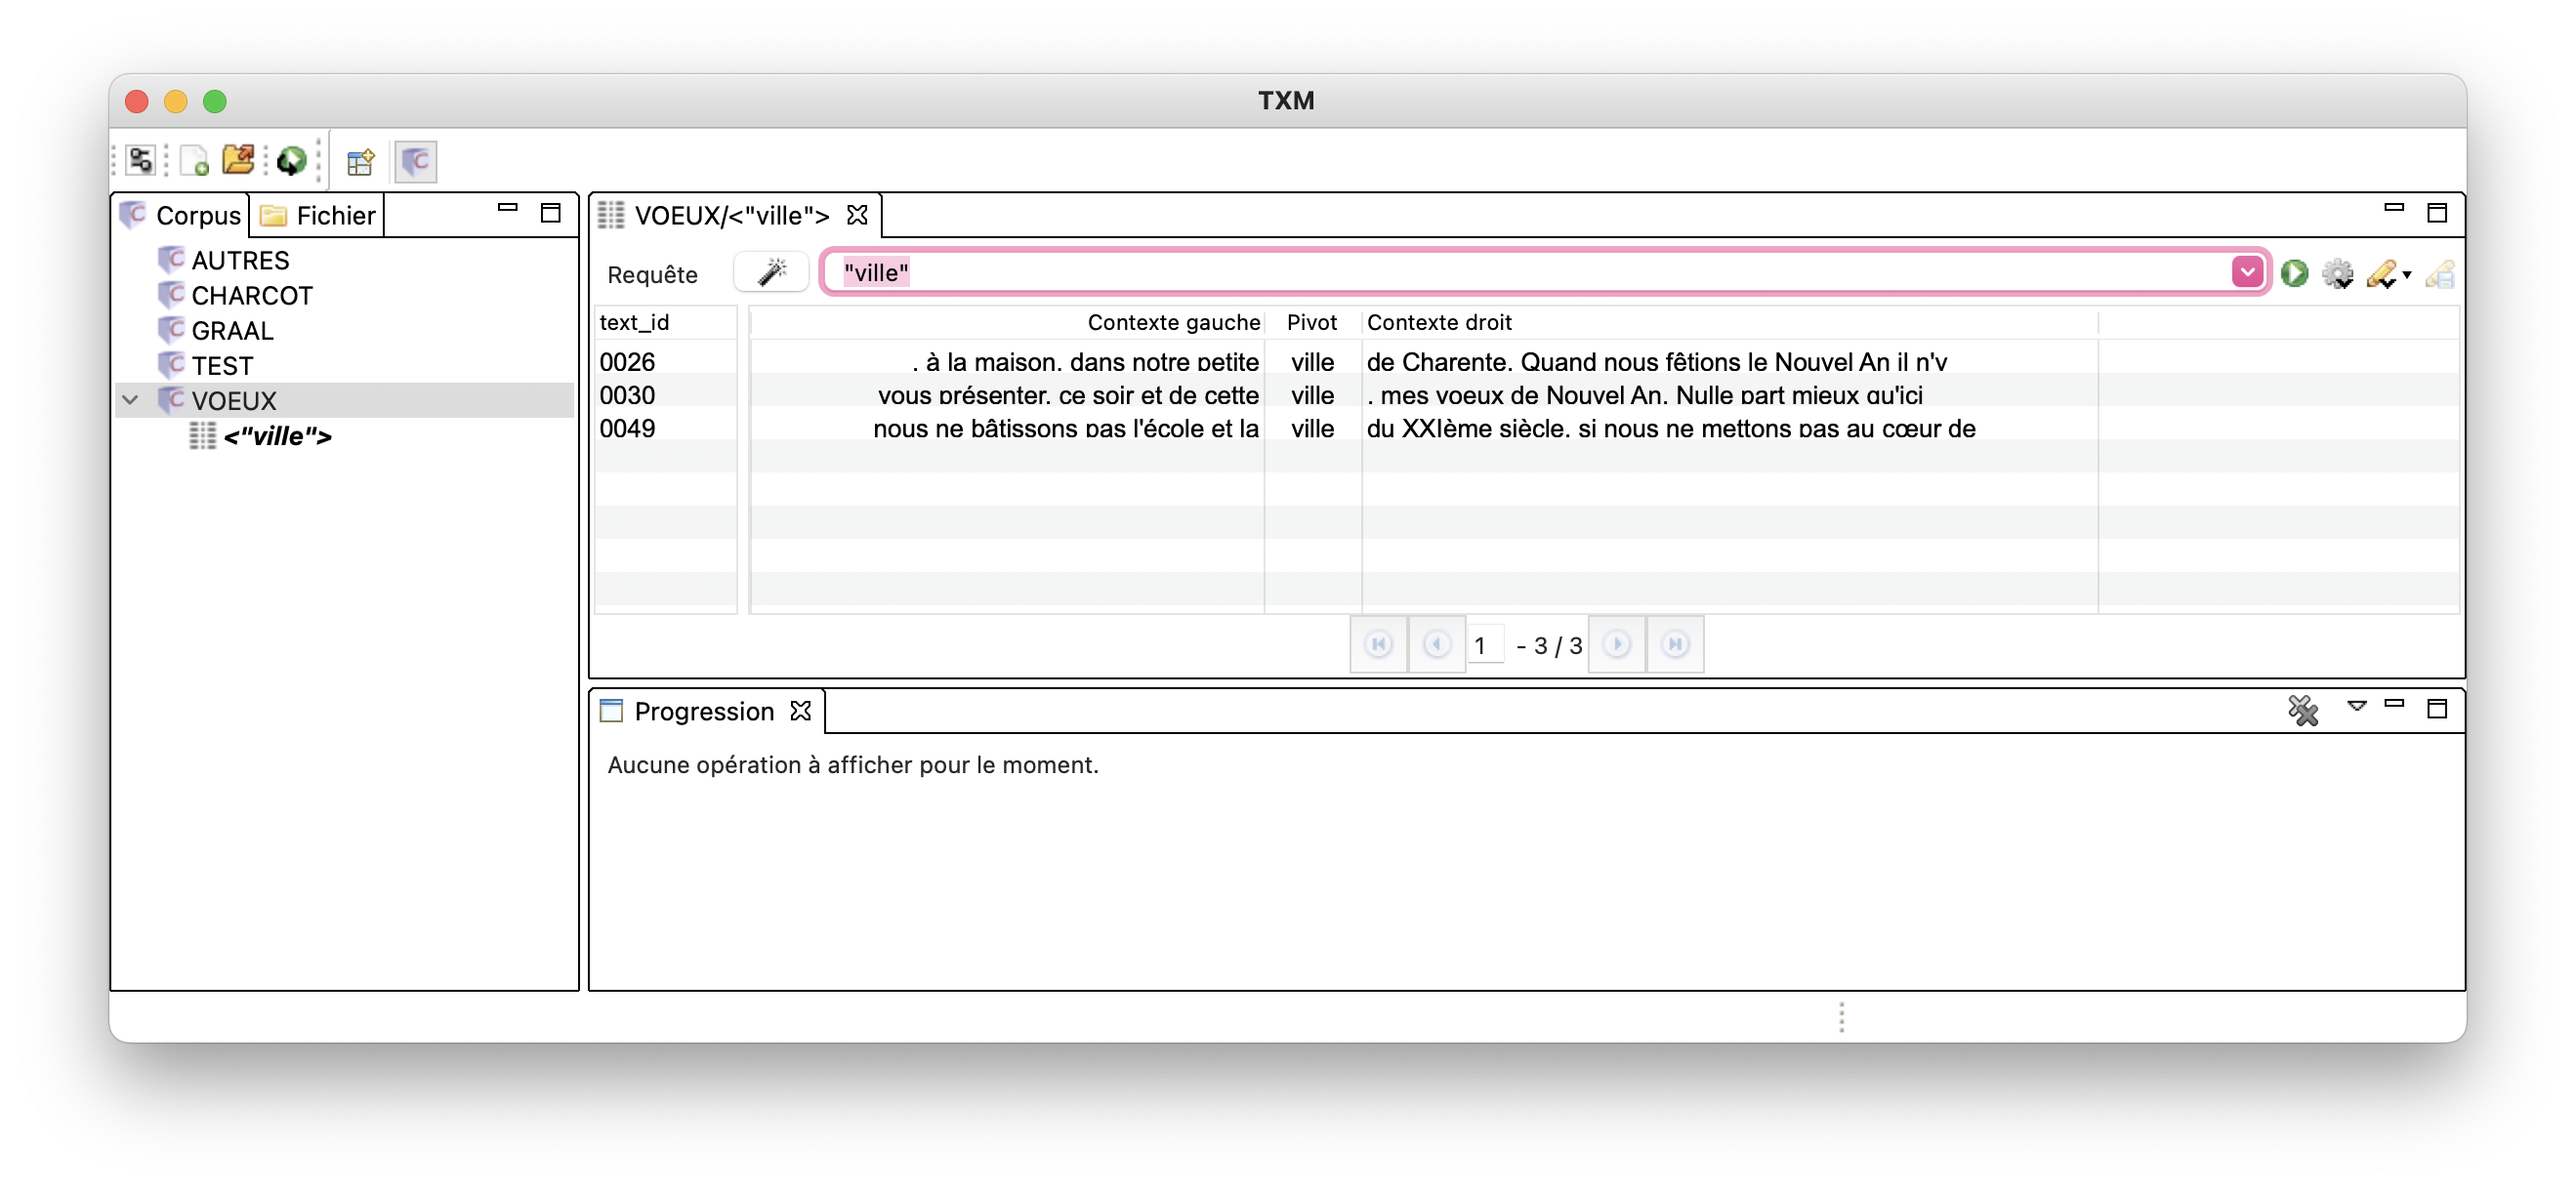 TXM
Corpus Fichier
AUTRES
CHARCOT
GRAAL
TEST
VOEUX
<"ville">
VOEUX/<"ville">
Requête "ville"
text_id Contexte gauche Pivot Contexte droit
0026 . à la maison, dans notre petite ville de Charente. Quand nous fêtions le Nouvel An il n'y
0030 vous présenter, ce soir et de cette ville , mes voeux de Nouvel An. Nulle part mieux qu'ici
0049 nous ne bâtissons pas l'école et la ville du XXIème siècle, si nous ne mettons pas au cœur de
1 - 3 / 3
Progression
Aucune opération à afficher pour le moment.